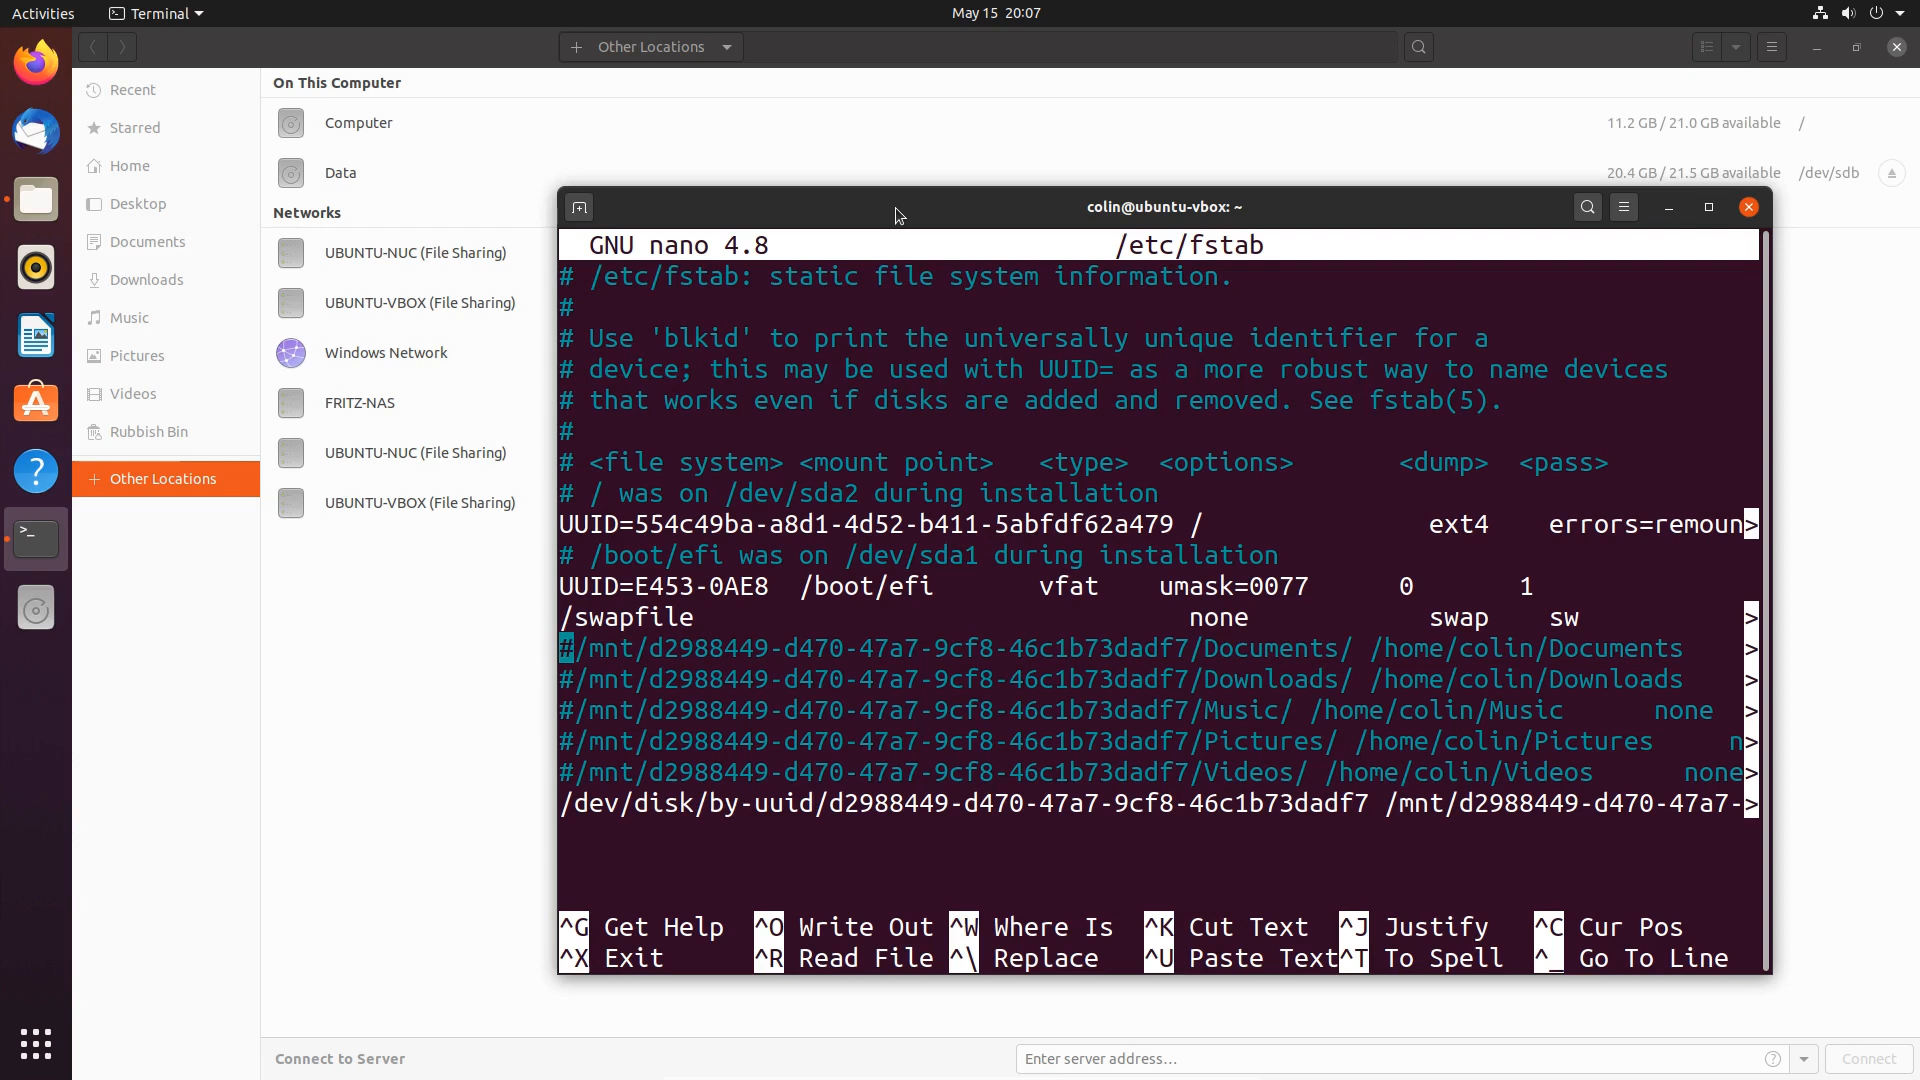 Activities
Terminal
May 15 20:07
Other Locations
Recent
Starred
Home
Desktop
Documents
Downloads
Music
Pictures
Videos
Rubbish Bin
+ Other Locations
On This Computer
Computer
11.2 GB / 21.0 GB available /
Data
20.4 GB / 21.5 GB available /dev/sdb
Networks
UBUNTU-NUC (File Sharing)
UBUNTU-VBOX (File Sharing)
Windows Network
FRITZ-NAS
UBUNTU-NUC (File Sharing)
UBUNTU-VBOX (File Sharing)
colin@ubuntu-vbox: ~
GNU nano 4.8 /etc/fstab
# /etc/fstab: static file system information.
#
# Use 'blkid' to print the universally unique identifier for a
# device; this may be used with UUID= as a more robust way to name devices
# that works even if disks are added and removed. See fstab(5).
#
# <file system> <mount point> <type> <options> <dump> <pass>
# / was on /dev/sda2 during installation
UUID=554c49ba-a8d1-4d52-b411-5abfdf62a479 / ext4 errors=remoun>
# /boot/efi was on /dev/sda1 during installation
UUID=E453-0AE8 /boot/efi vfat umask=0077 0 1
/swapfile none swap sw >
#/mnt/d2988449-d470-47a7-9cf8-46c1b73dadf7/Documents/ /home/colin/Documents >
#/mnt/d2988449-d470-47a7-9cf8-46c1b73dadf7/Downloads/ /home/colin/Downloads >
#/mnt/d2988449-d470-47a7-9cf8-46c1b73dadf7/Music/ /home/colin/Music none >
#/mnt/d2988449-d470-47a7-9cf8-46c1b73dadf7/Pictures/ /home/colin/Pictures n>
#/mnt/d2988449-d470-47a7-9cf8-46c1b73dadf7/Videos/ /home/colin/Videos none>
/dev/disk/by-uuid/d2988449-d470-47a7-9cf8-46c1b73dadf7 /mnt/d2988449-d470-47a7->
^G Get Help ^O Write Out ^W Where Is ^K Cut Text ^J Justify ^C Cur Pos
^X Exit ^R Read File ^\ Replace ^U Paste Text ^T To Spell ^_ Go To Line
Connect to Server
Enter server address…
Connect